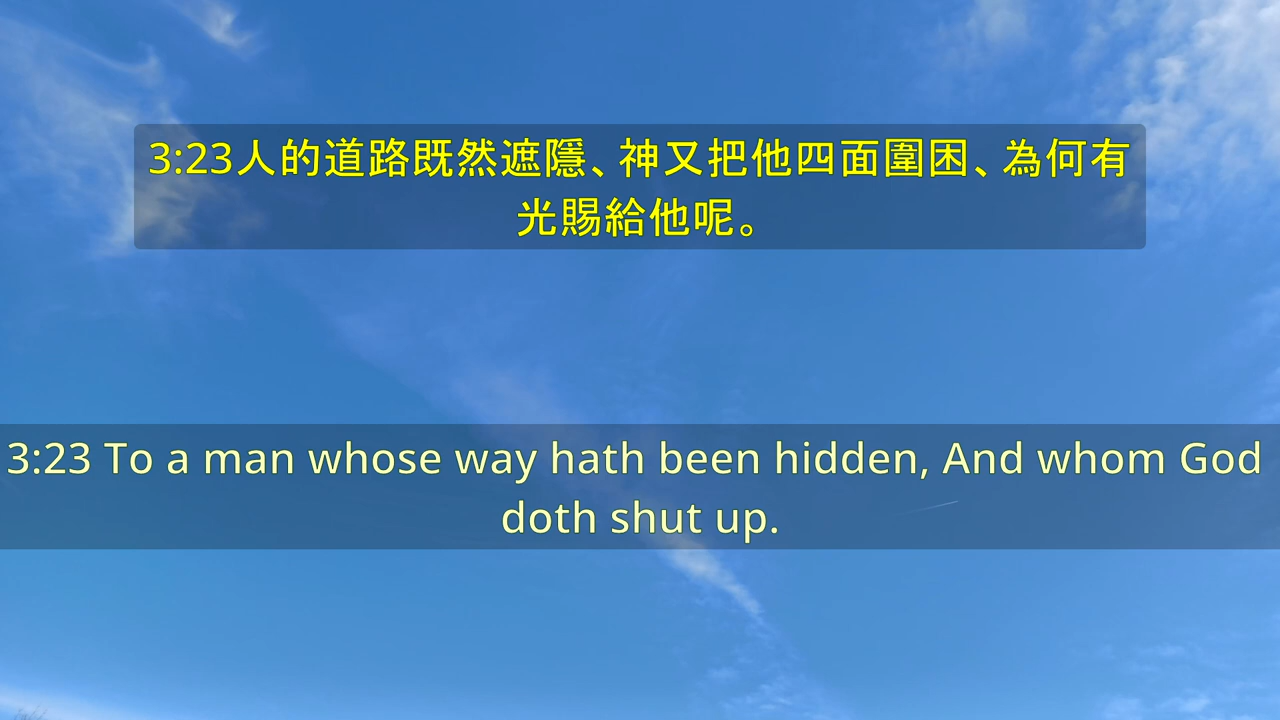 3:23人的道路既然遮隱、神又把他四面圍困、為何有
光賜給他呢。
3:23 To a man whose way hath been hidden, And whom God
doth shut up.